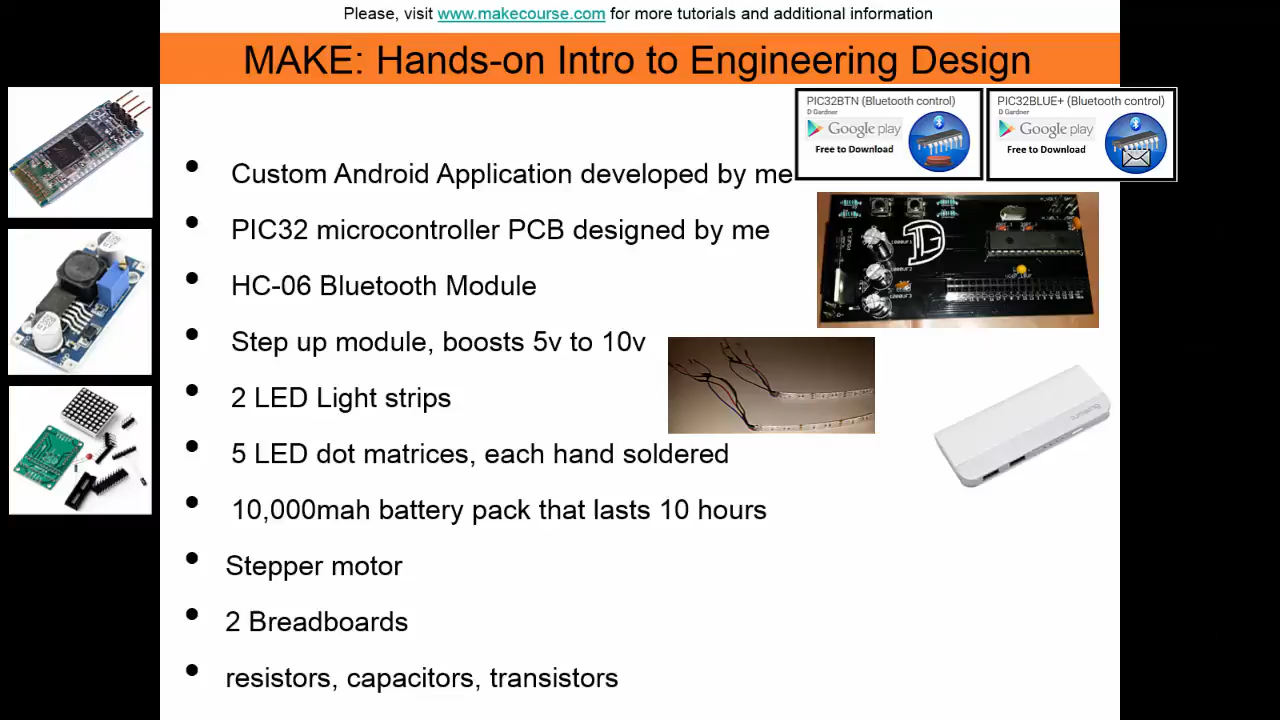 Please, visit www.makecourse.com for more tutorials and additional information
MAKE: Hands-on Intro to Engineering Design
PIC32BTN (Bluetooth control)
D Gardner
Google play
Free to Download
PIC32BLUE+ (Bluetooth control)
D Gardner
Google play
Free to Download
• Custom Android Application developed by me
• PIC32 microcontroller PCB designed by me
• HC-06 Bluetooth Module
• Step up module, boosts 5v to 10v
• 2 LED Light strips
• 5 LED dot matrices, each hand soldered
• 10,000mah battery pack that lasts 10 hours
• Stepper motor
• 2 Breadboards
• resistors, capacitors, transistors